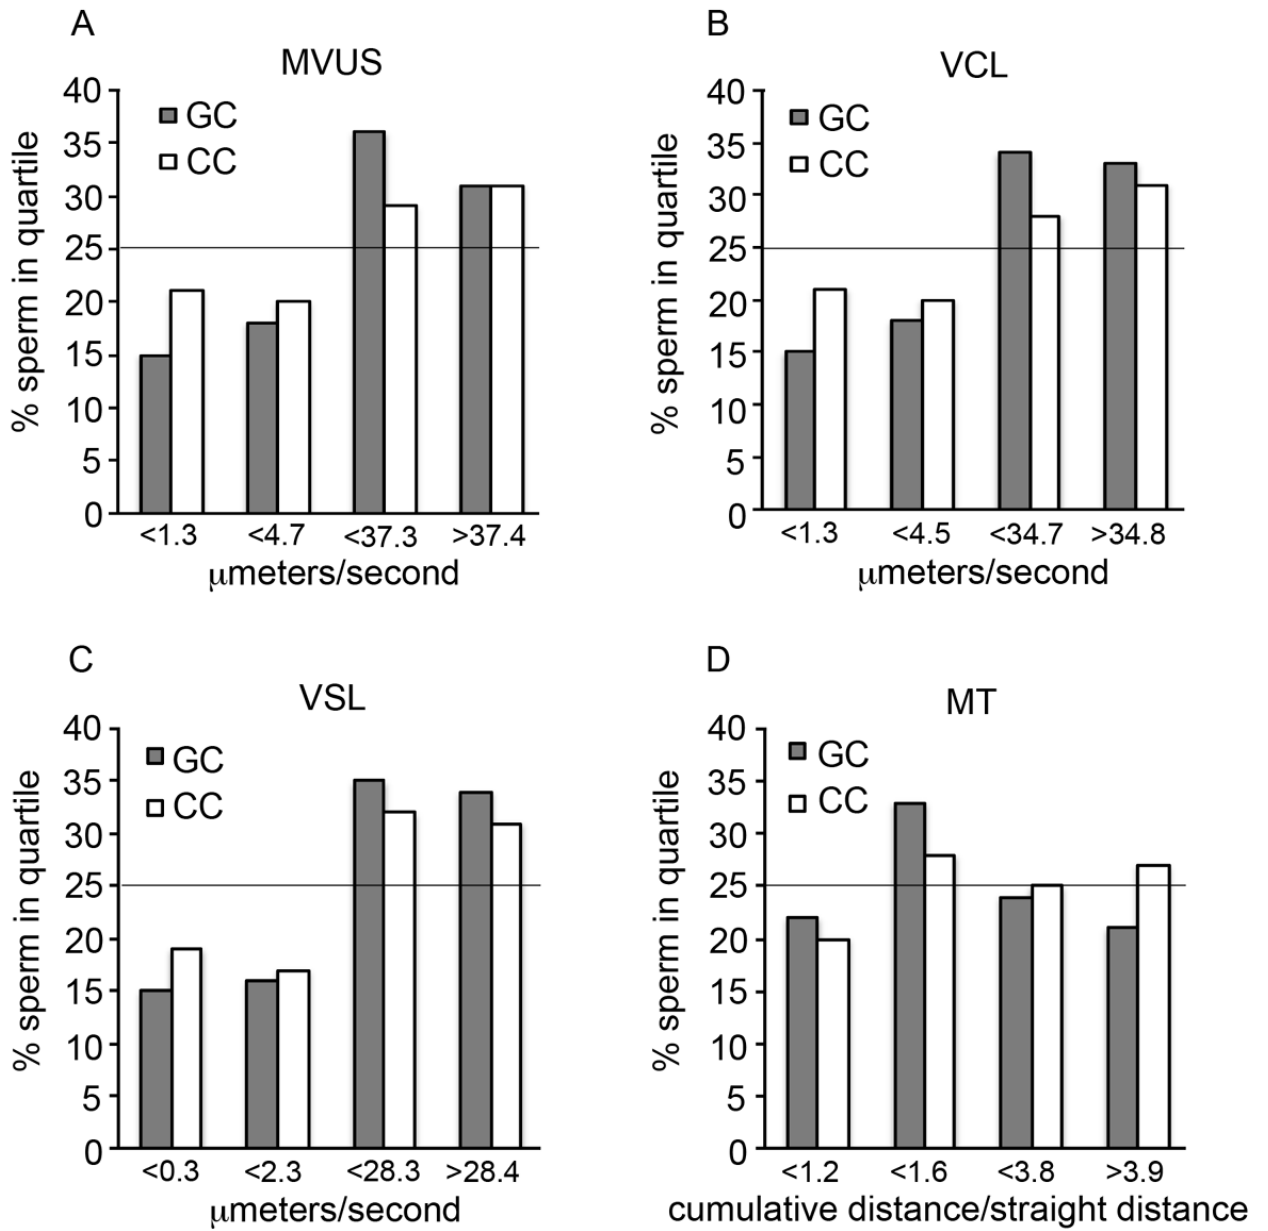 A
MVUS
GC
CC
% sperm in quartile
40
35
30
25
20
15
10
5
0
<1.3 <4.7 <37.3 >37.4
μmeters/second
B
VCL
GC
CC
% sperm in quartile
40
35
30
25
20
15
10
5
0
<1.3 <4.5 <34.7 >34.8
μmeters/second
C
VSL
GC
CC
% sperm in quartile
40
35
30
25
20
15
10
5
0
<0.3 <2.3 <28.3 >28.4
μmeters/second
D
MT
GC
CC
% sperm in quartile
40
35
30
25
20
15
10
5
0
<1.2 <1.6 <3.8 >3.9
cumulative distance/straight distance